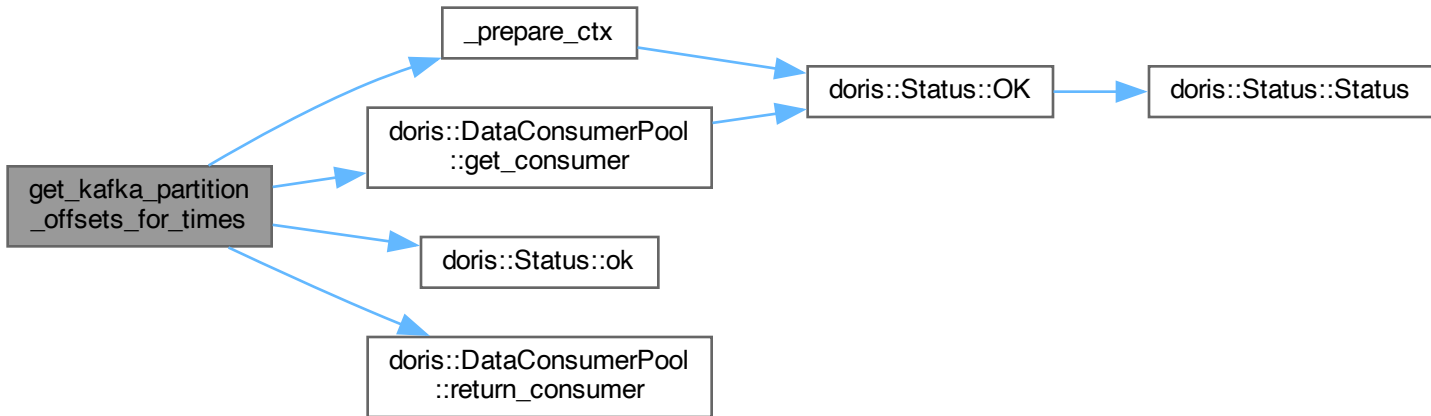 _prepare_ctx
doris::Status::OK
doris::Status::Status
doris::DataConsumerPool
::get_consumer
get_kafka_partition
_offsets_for_times
doris::Status::ok
doris::DataConsumerPool
::return_consumer